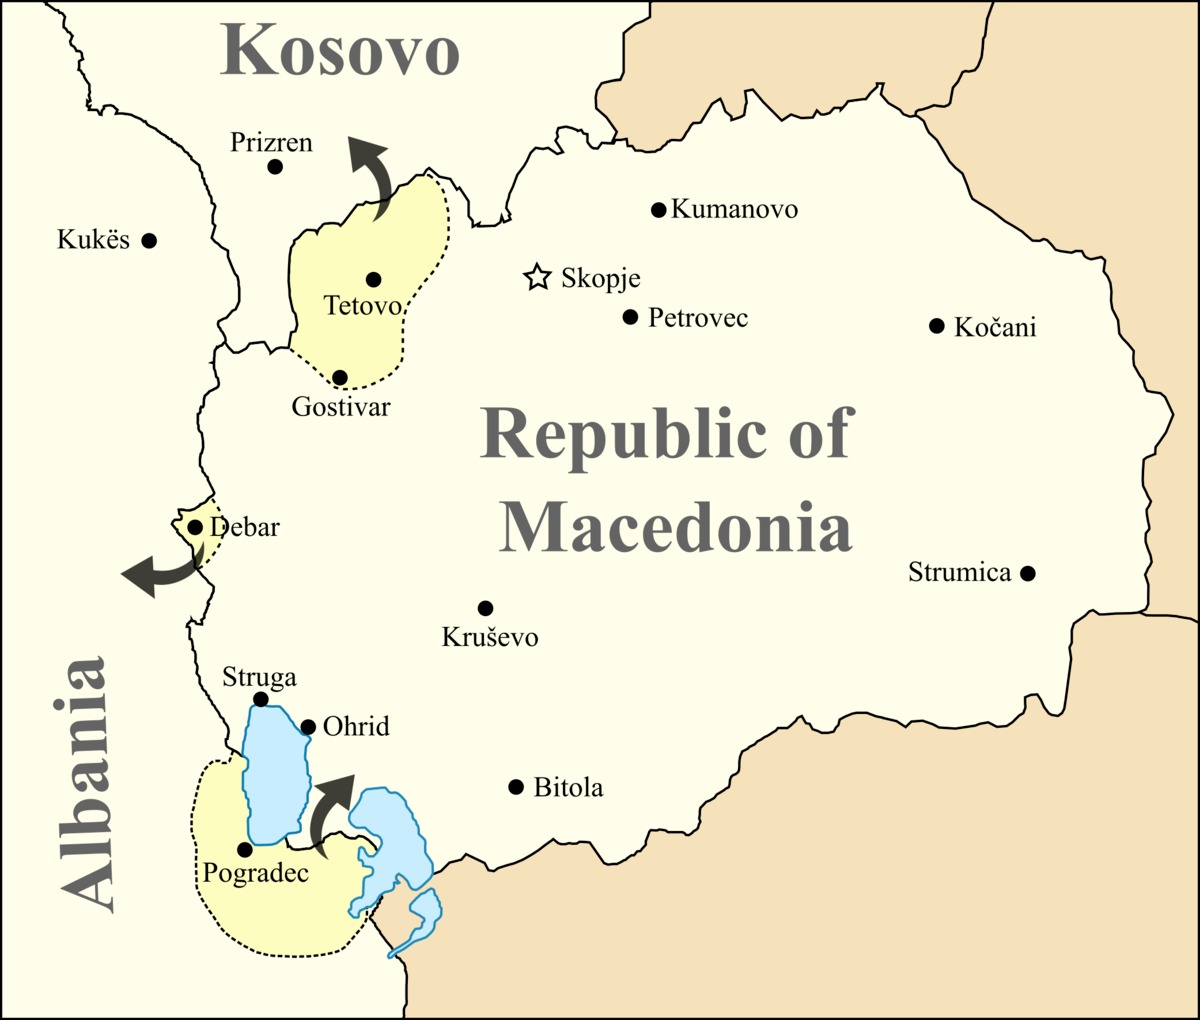 Kosovo
Prizren
Kumanovo
Kukës
Skopje
Tetovo
Petrovec
Kočani
Gostivar
Republic of
Macedonia
Debar
Strumica
Kruševo
Albania
Struga
Ohrid
Bitola
Pogradec